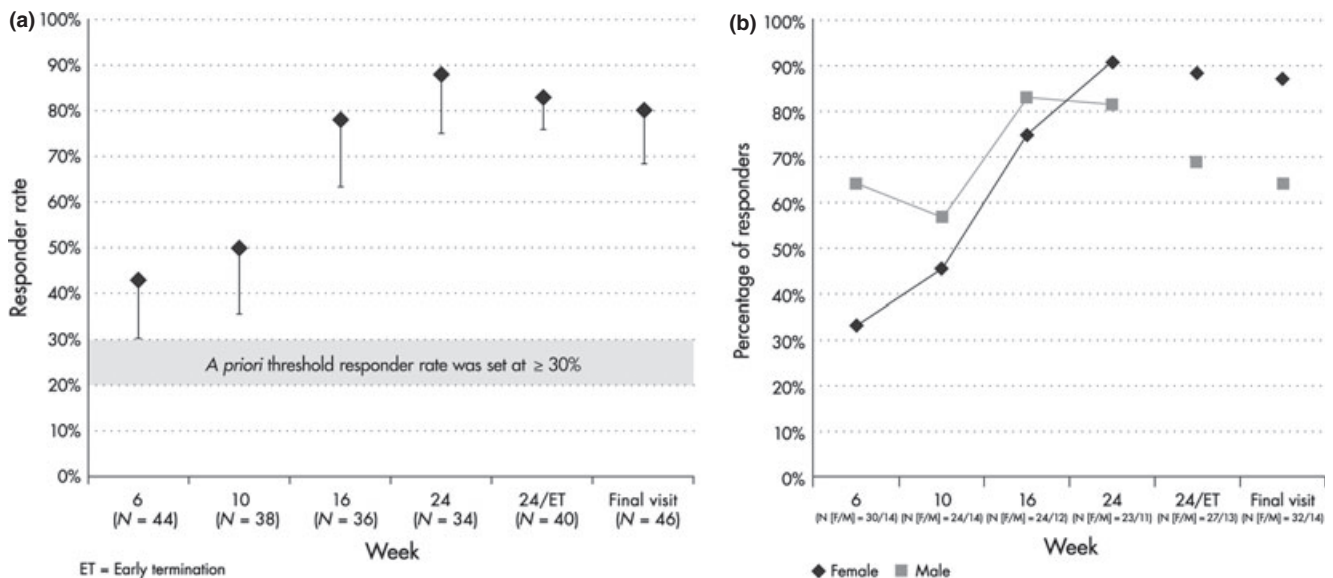 (a)
100%
90%
80%
70%
60%
50%
40%
30%
20%
10%
0%
Responder rate
A priori threshold responder rate was set at ≥ 30%
6 10 16 24 24/ET Final visit
(N = 44) (N = 38) (N = 36) (N = 34) (N = 40) (N = 46)
Week
ET = Early termination
(b)
100%
90%
80%
70%
60%
50%
40%
30%
20%
10%
0%
Percentage of responders
6 10 16 24 24/ET Final visit
(N [F/M] = 30/14) (N [F/M] = 24/14) (N [F/M] = 24/12) (N [F/M] = 23/11) (N [F/M] = 27/13) (N [F/M] = 32/14)
Week
Female Male